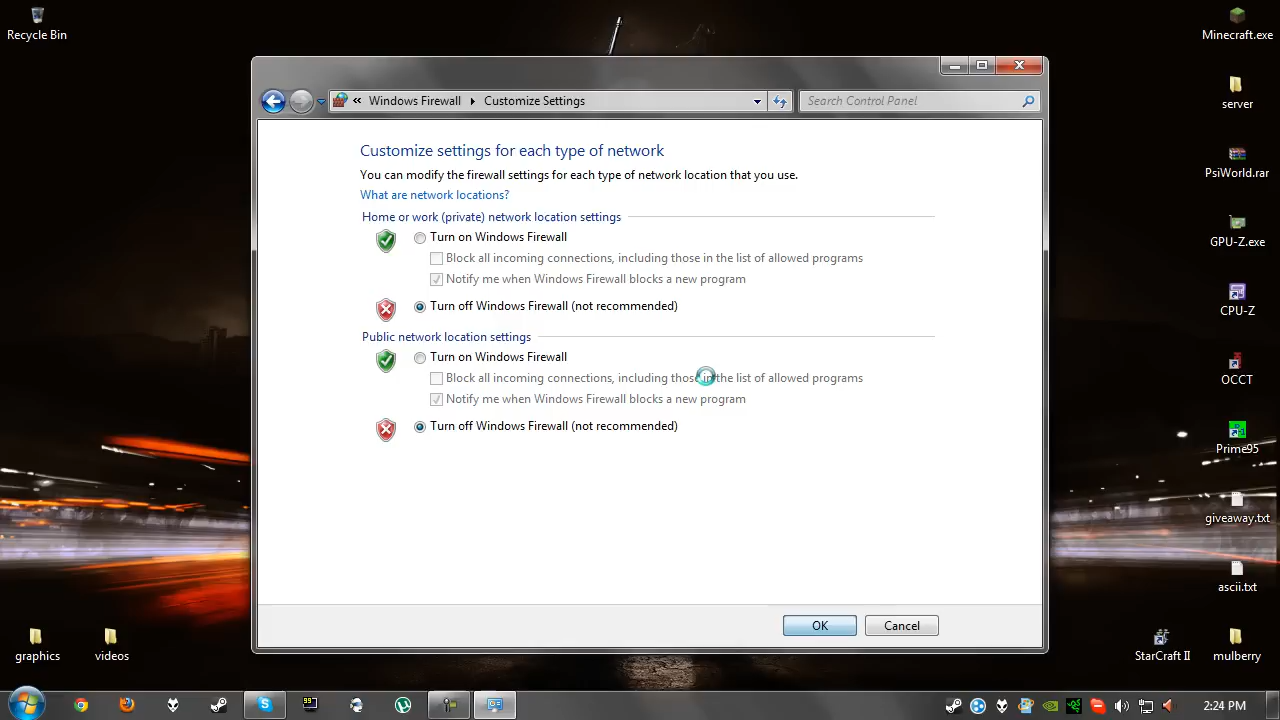 Recycle Bin
Minecraft.exe
« Windows Firewall Customize Settings
Search Control Panel
server
Customize settings for each type of network
You can modify the firewall settings for each type of network location that you use.
What are network locations?
PsiWorld.rar
Home or work (private) network location settings
Turn on Windows Firewall
GPU-Z.exe
Block all incoming connections, including those in the list of allowed programs
Notify me when Windows Firewall blocks a new program
Turn off Windows Firewall (not recommended)
CPU-Z
Public network location settings
Turn on Windows Firewall
Block all incoming connections, including those in the list of allowed programs
OCCT
Notify me when Windows Firewall blocks a new program
Turn off Windows Firewall (not recommended)
Prime95
giveaway.txt
ascii.txt
OK
Cancel
graphics
videos
StarCraft II
mulberry
99
2:24 PM